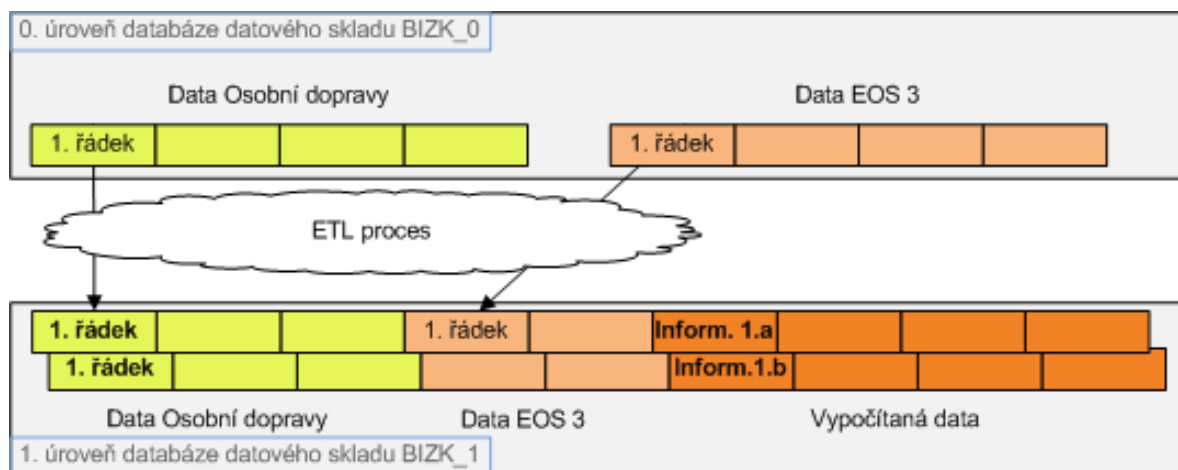 0. úroveň databáze datového skladu BIZK_0
Data Osobní dopravy Data EOS 3
1. řádek 1. řádek
ETL proces
1. řádek 1. řádek Inform. 1.a
1. řádek Inform.1.b
Data Osobní dopravy Data EOS 3 Vypočítaná data
1. úroveň databáze datového skladu BIZK_1